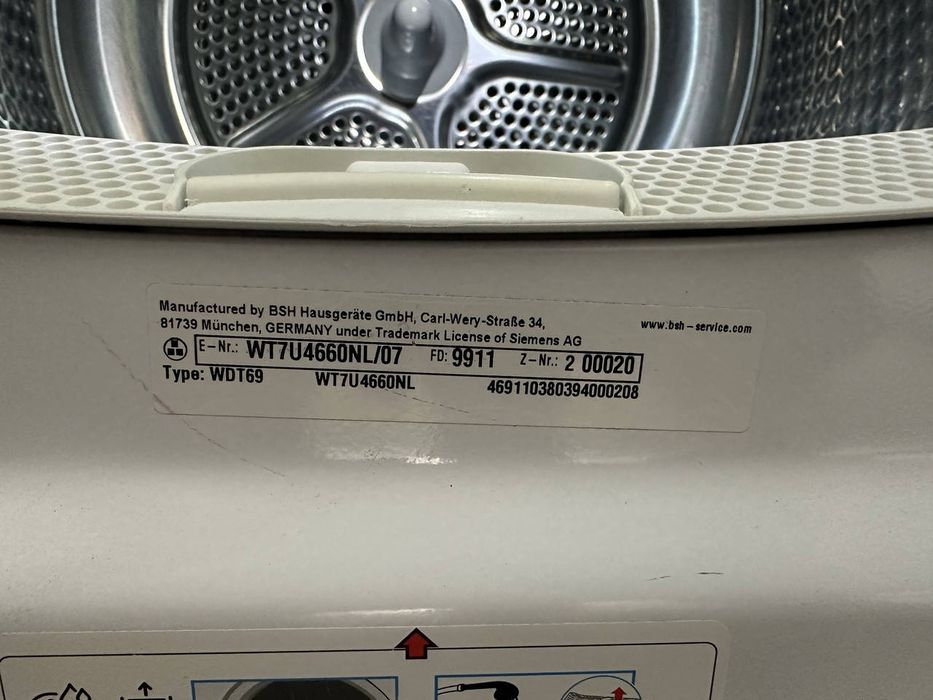 Manufactured by BSH Hausgeräte GmbH, Carl-Wery-Straße 34,
81739 München, GERMANY under Trademark License of Siemens AG
www.bsh-service.com
E-Nr.: WT7U4660NL/07 FD: 9911 Z-Nr.: 2 00020
Type: WDT69 WT7U4660NL 469110380394000208